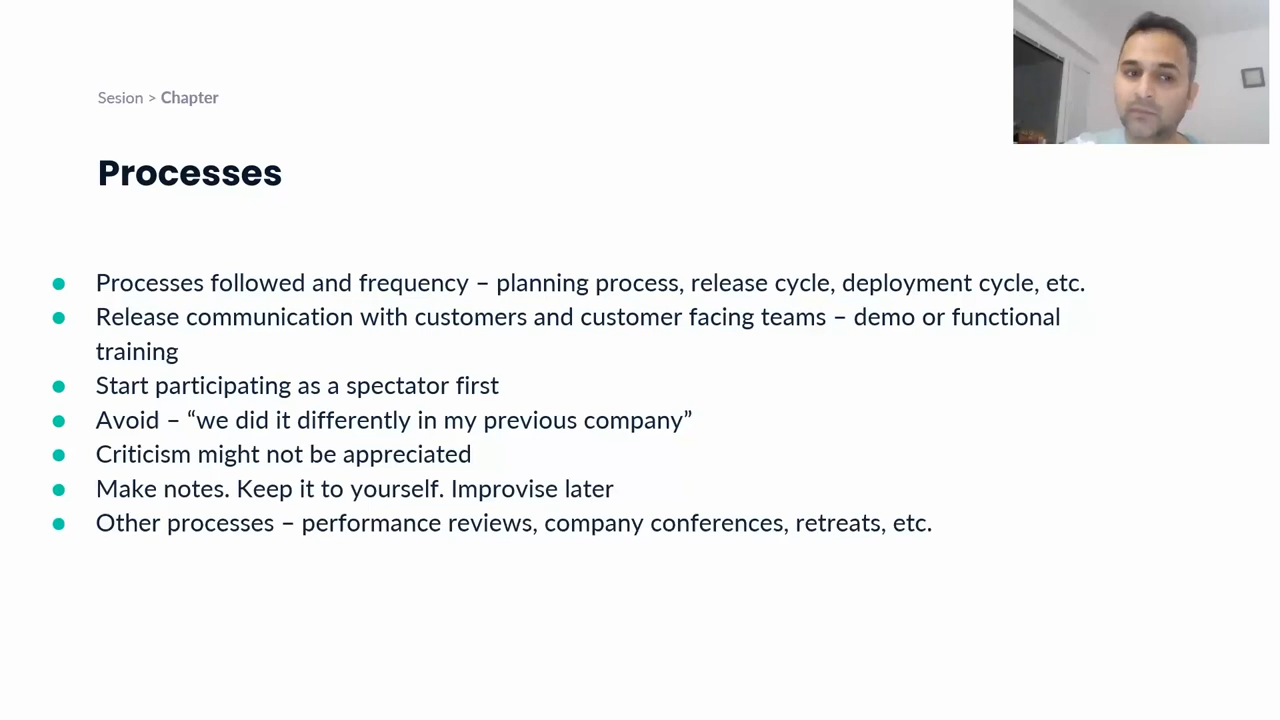 Sesion > Chapter
Processes
● Processes followed and frequency – planning process, release cycle, deployment cycle, etc.
● Release communication with customers and customer facing teams – demo or functional
training
● Start participating as a spectator first
● Avoid – “we did it differently in my previous company”
● Criticism might not be appreciated
● Make notes. Keep it to yourself. Improvise later
● Other processes – performance reviews, company conferences, retreats, etc.